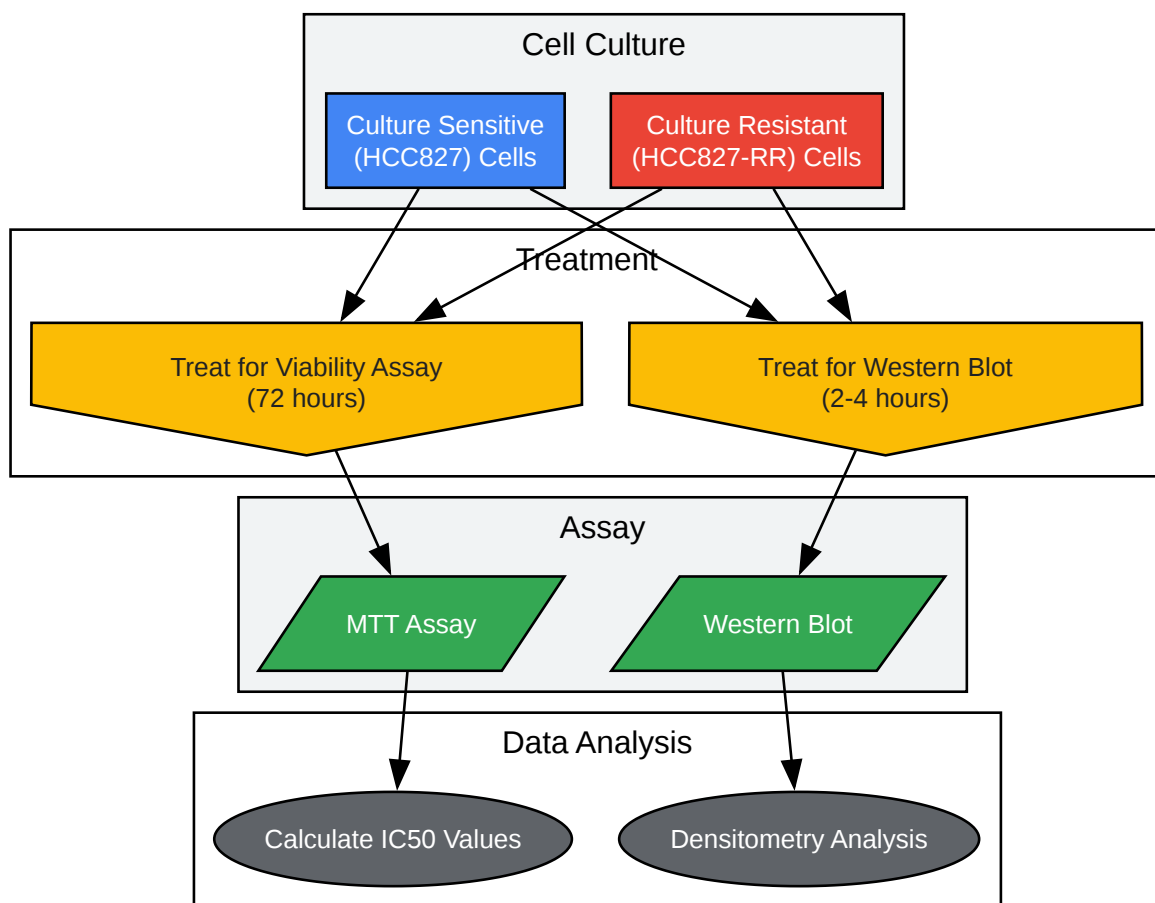 Cell Culture
Culture Sensitive
(HCC827) Cells
Culture Resistant
(HCC827-RR) Cells
Treatment
Treat for Viability Assay
(72 hours)
Treat for Western Blot
(2-4 hours)
Assay
MTT Assay
Western Blot
Data Analysis
Calculate IC50 Values
Densitometry Analysis